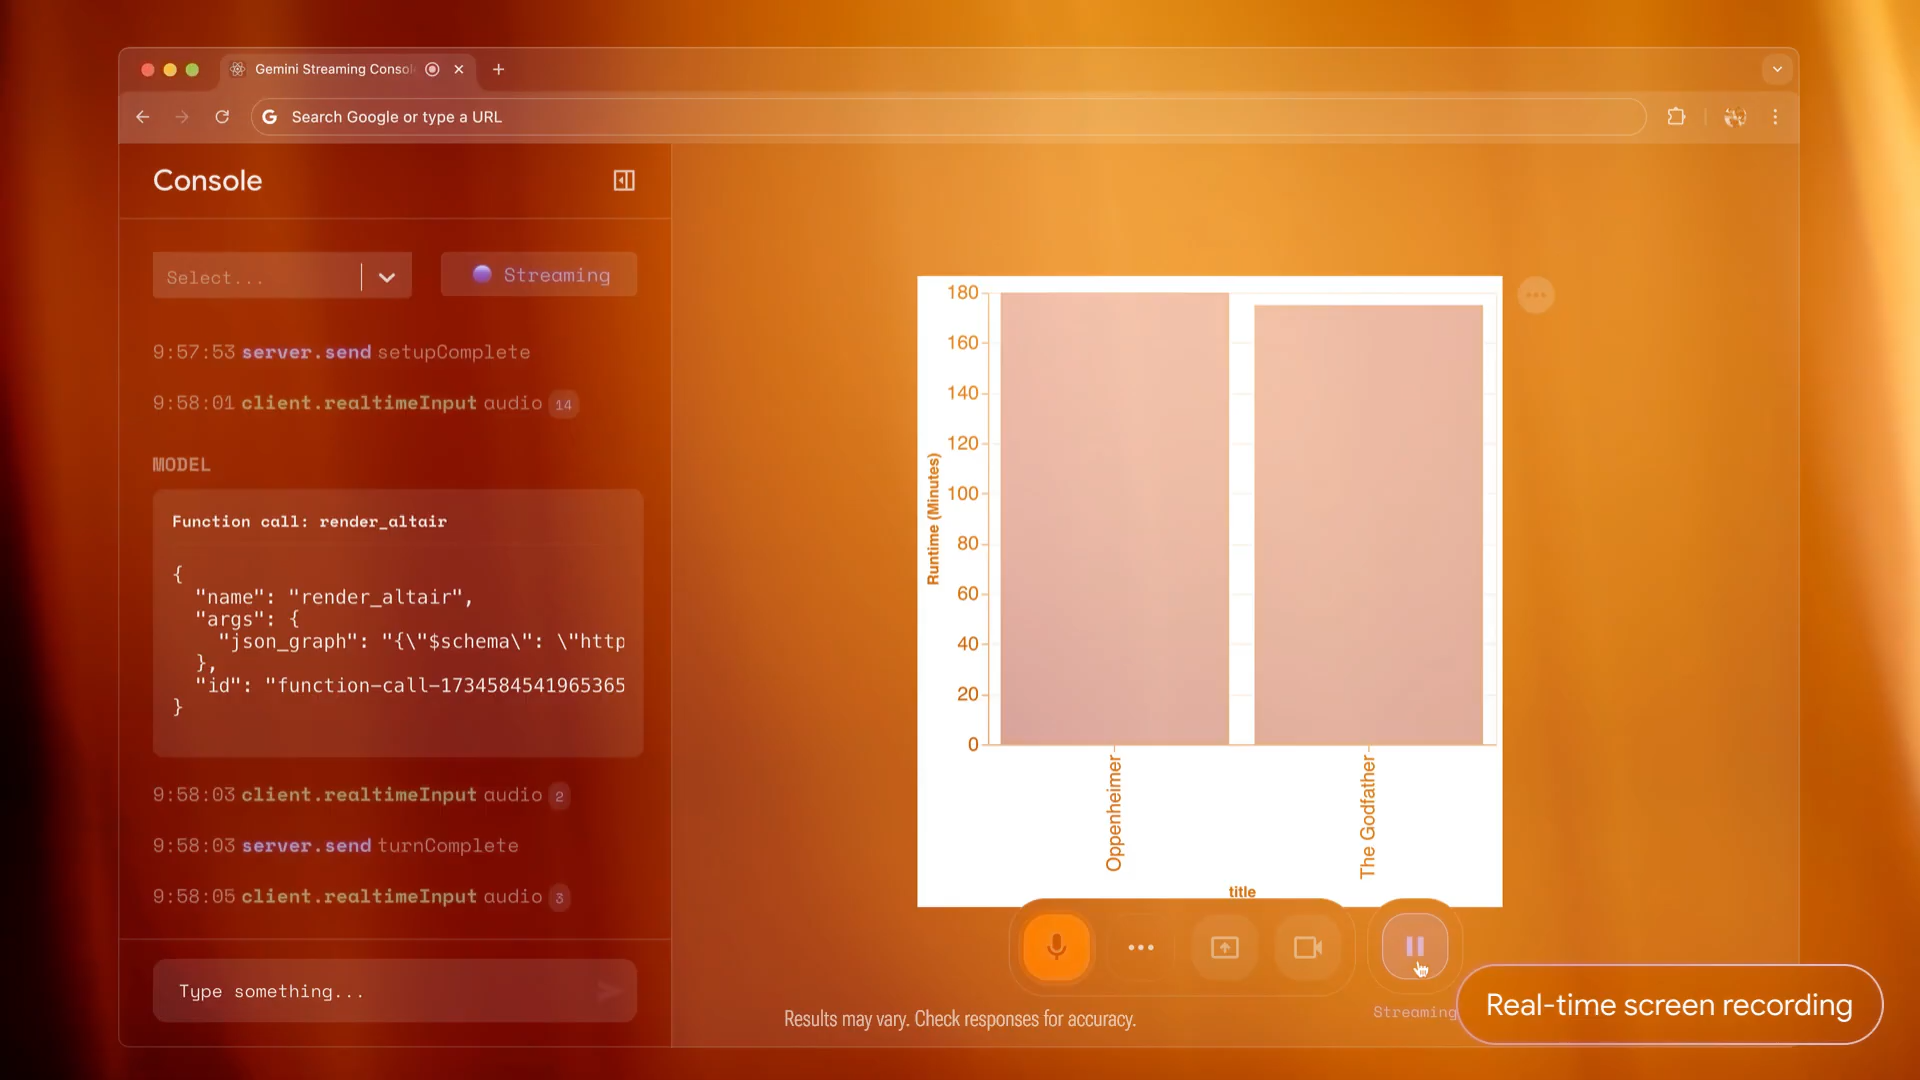 Gemini Streaming Conso
Search Google or type a URL
Console
Select...
Streaming
9:57:53 server.send setupComplete
9:58:01 client.realtimeInput audio 14
MODEL
Function call: render_altair
{
"name": "render_altair",
"args": {
"json_graph": "{\"$schema\": \"http
},
"id": "function-call-1734584541965365
}
9:58:03 client.realtimeInput audio 2
9:58:03 server.send turnComplete
9:58:05 client.realtimeInput audio 3
Type something...
180
160
140
120
100
80
60
40
20
0
Runtime (Minutes)
Oppenheimer
The Godfather
title
Streaming
Results may vary. Check responses for accuracy.
Real-time screen recording